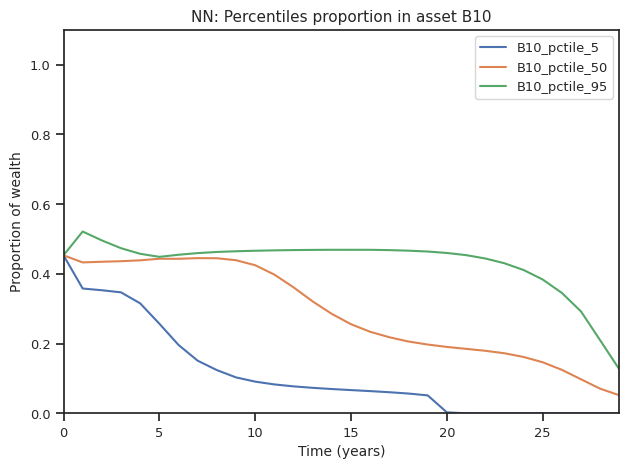 NN: Percentiles proportion in asset B10
B10_pctile_5
B10_pctile_50
B10_pctile_95
1.0
0.8
0.6
0.4
0.2
0.0
Proportion of wealth
0 5 10 15 20 25
Time (years)